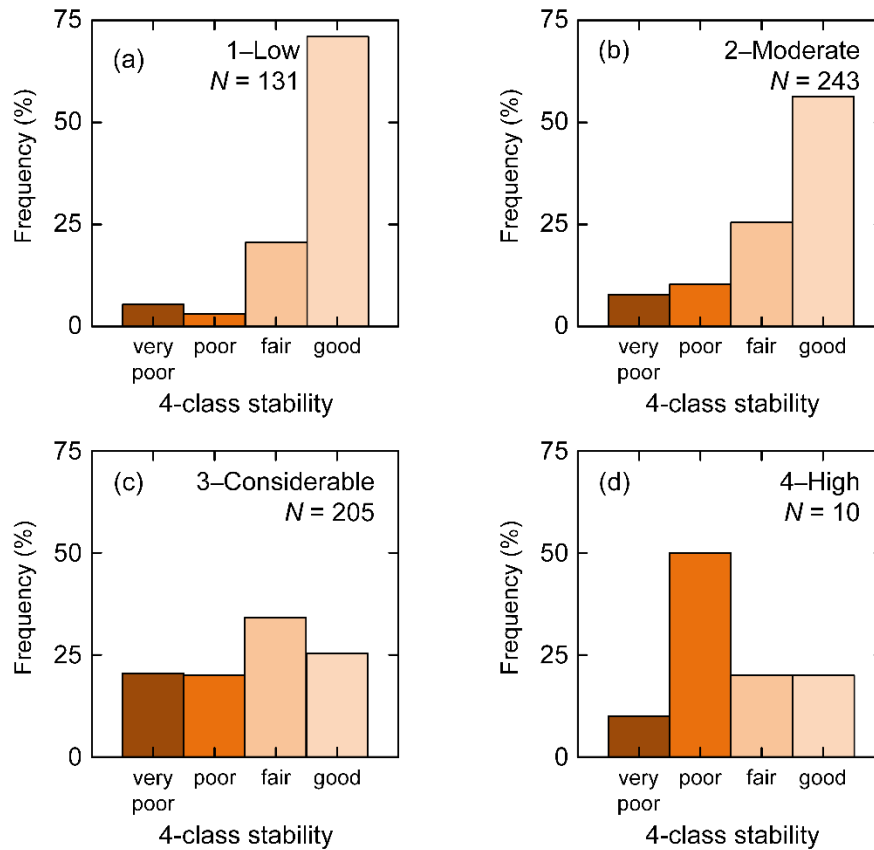 (a)
1–Low
N = 131
Frequency (%)
75
50
25
0
very poor
poor
fair
good
4-class stability
(b)
2–Moderate
N = 243
Frequency (%)
75
50
25
0
very poor
poor
fair
good
4-class stability
(c)
3–Considerable
N = 205
Frequency (%)
75
50
25
0
very poor
poor
fair
good
4-class stability
(d)
4–High
N = 10
Frequency (%)
75
50
25
0
very poor
poor
fair
good
4-class stability